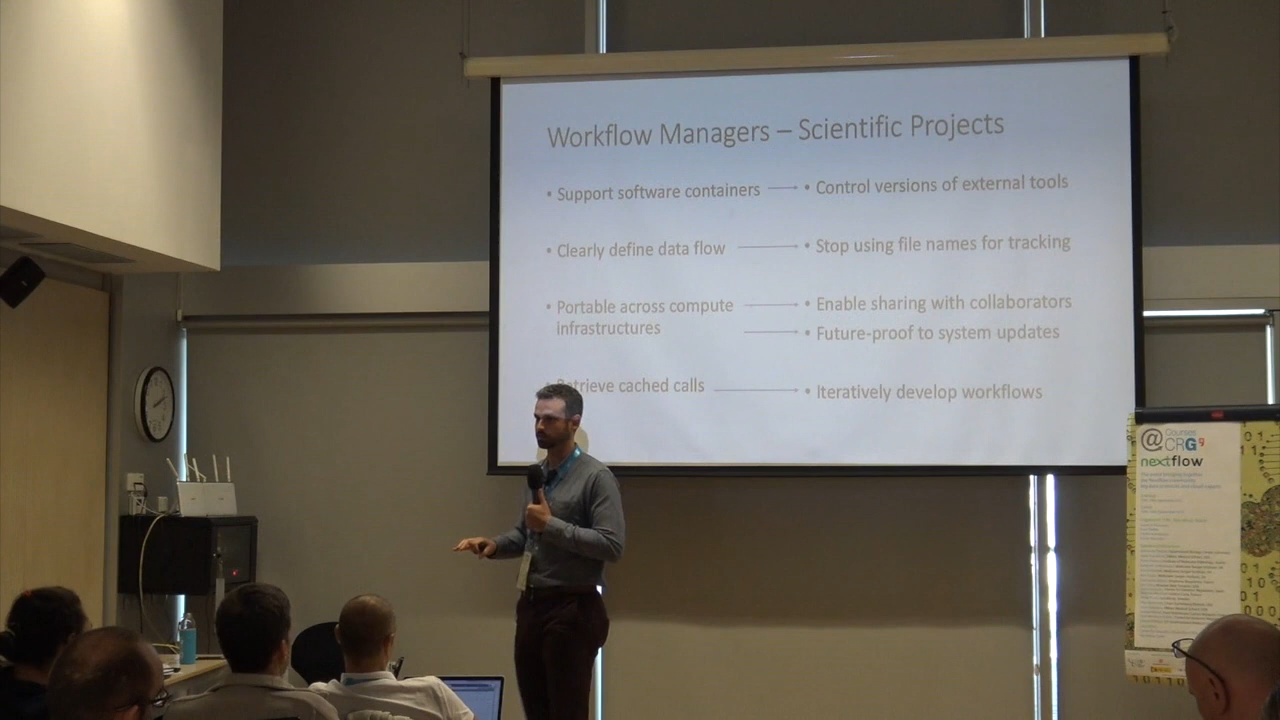 Workflow Managers – Scientific Projects
• Support software containers
• Control versions of external tools
• Clearly define data flow
• Stop using file names for tracking
• Portable across compute
infrastructures
• Enable sharing with collaborators
• Future-proof to system updates
Retrieve cached calls
• Iteratively develop workflows
Courses
@CRG
nextflow